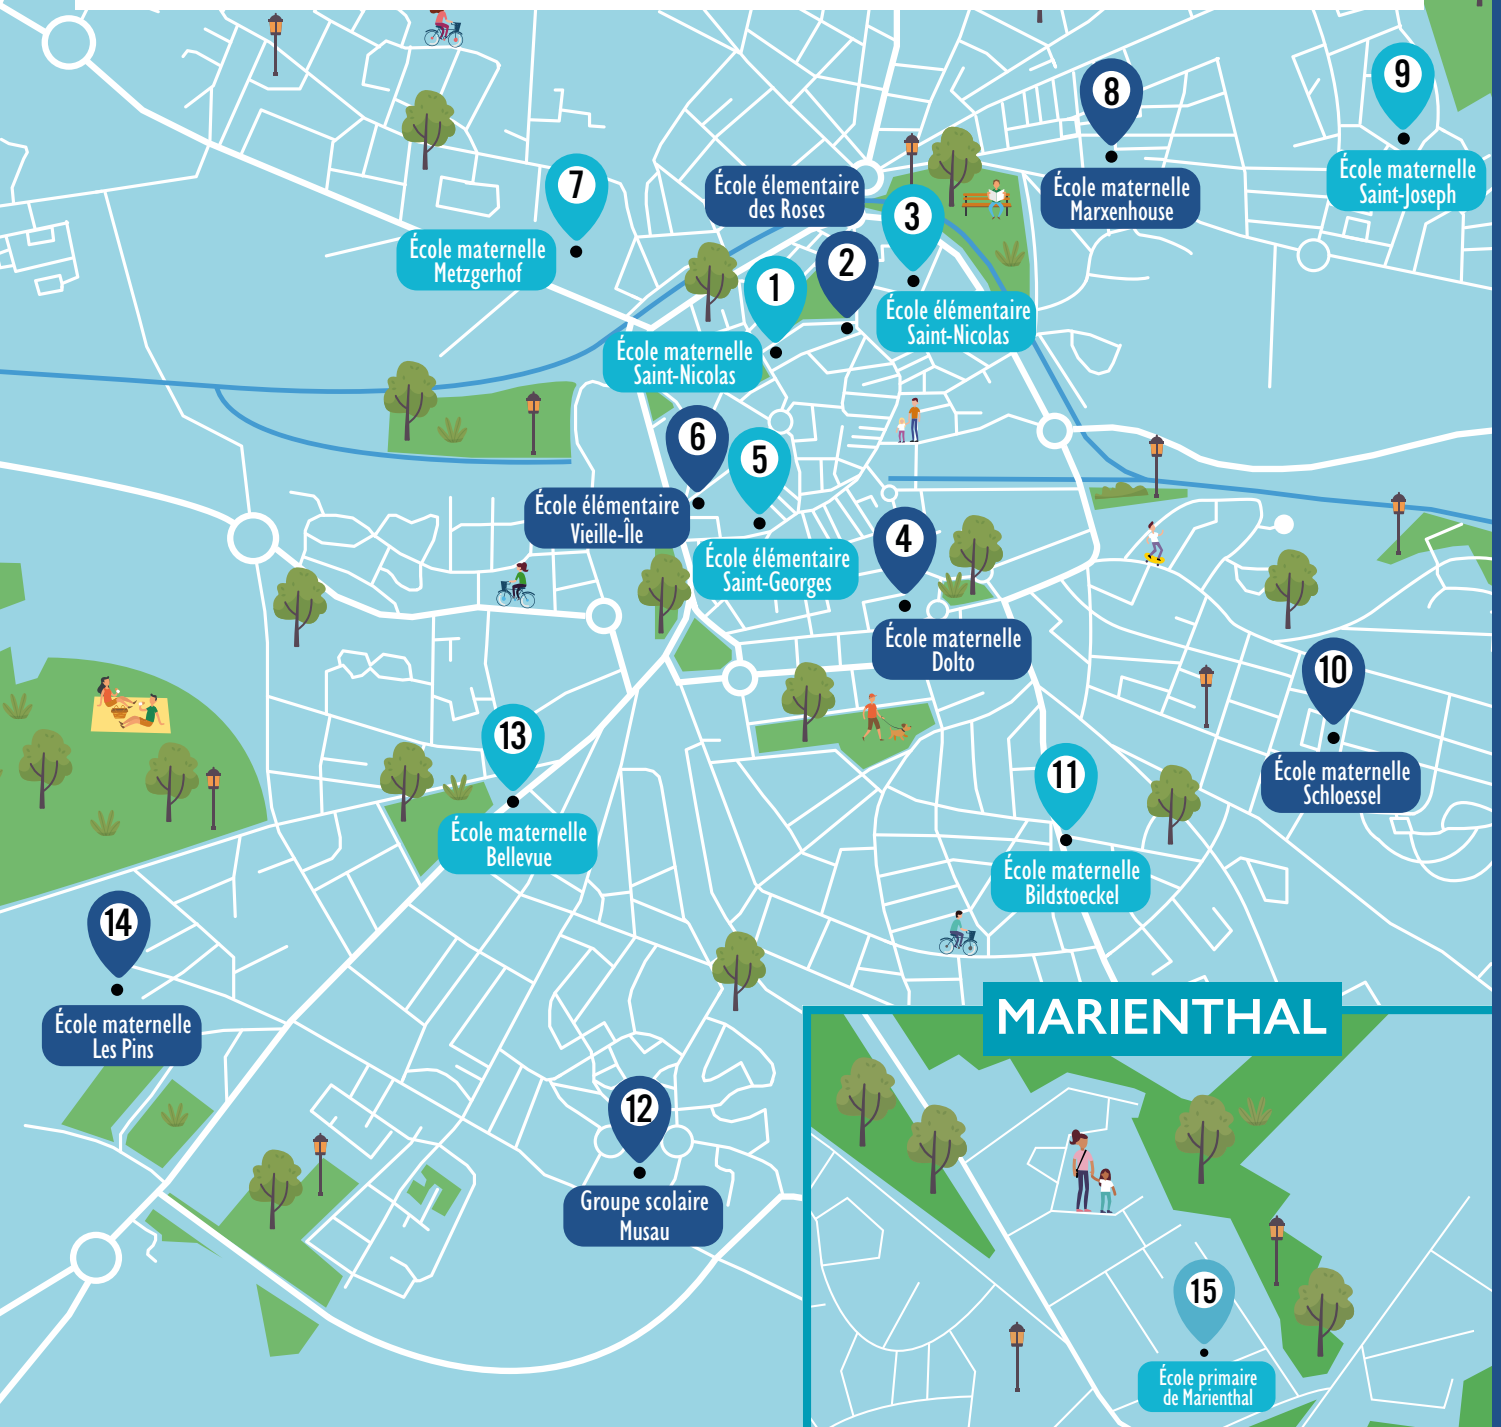 9
École maternelle
Saint-Joseph
8
École maternelle
Marxenhouse
7
École maternelle
Metzgerhof
École élementaire
des Roses
2
3
École élémentaire
Saint-Nicolas
1
École maternelle
Saint-Nicolas
6
École élémentaire
Vieille-Île
5
École élémentaire
Saint-Georges
4
École maternelle
Dolto
10
École maternelle
Schloessel
13
École maternelle
Bellevue
11
École maternelle
Bildstoeckel
14
École maternelle
Les Pins
12
Groupe scolaire
Musau
MARIENTHAL
15
École primaire
de Marienthal